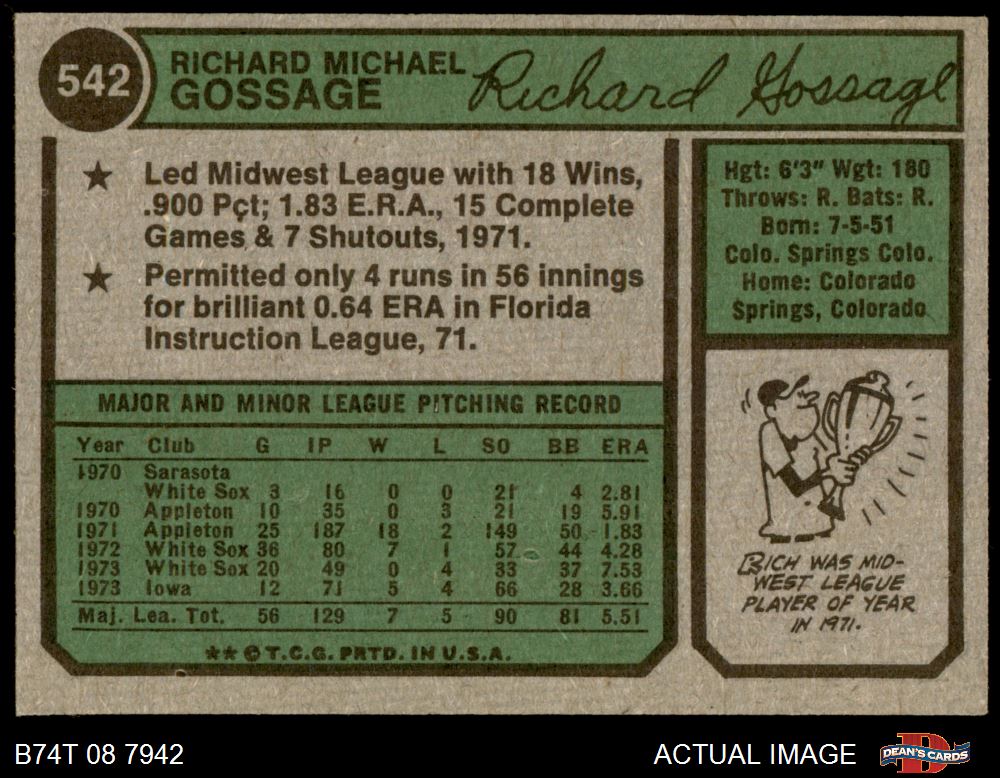 542
RICHARD MICHAEL
GOSSAGE
Richard Gossage
★ Led Midwest League with 18 Wins,
.900 Pct; 1.83 E.R.A., 15 Complete
Games & 7 Shutouts, 1971.
★ Permitted only 4 runs in 56 innings
for brilliant 0.64 ERA in Florida
Instruction League, 71.
Hgt: 6'3" Wgt: 180
Throws: R. Bats: R.
Born: 7-5-51
Colo. Springs Colo.
Home: Colorado
Springs, Colorado
MAJOR AND MINOR LEAGUE PITCHING RECORD
Year Club G IP W L SO BB ERA
1970 Sarasota
White Sox 3 16 0 0 21 4 2.81
1970 Appleton 10 35 0 3 21 19 5.91
1971 Appleton 25 187 18 2 149 50 1.83
1972 White Sox 36 80 7 1 57 44 4.28
1973 White Sox 20 49 0 4 33 37 7.53
1973 Iowa 12 71 5 4 66 28 3.66
Maj. Lea. Tot. 56 129 7 5 90 81 5.51
★★ © T.C.G. PRTD. IN U.S.A.
RICH WAS MID-
WEST LEAGUE
PLAYER OF YEAR
IN 1971.
B74T 08 7942
ACTUAL IMAGE
DEAN'S CARDS